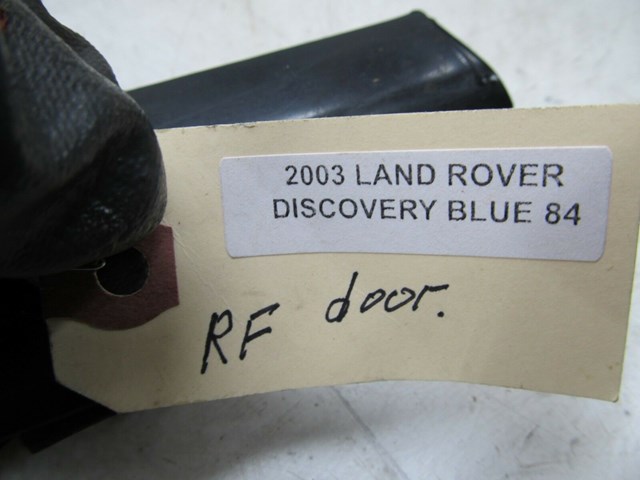 2003 LAND ROVER
DISCOVERY BLUE 84
RF door.